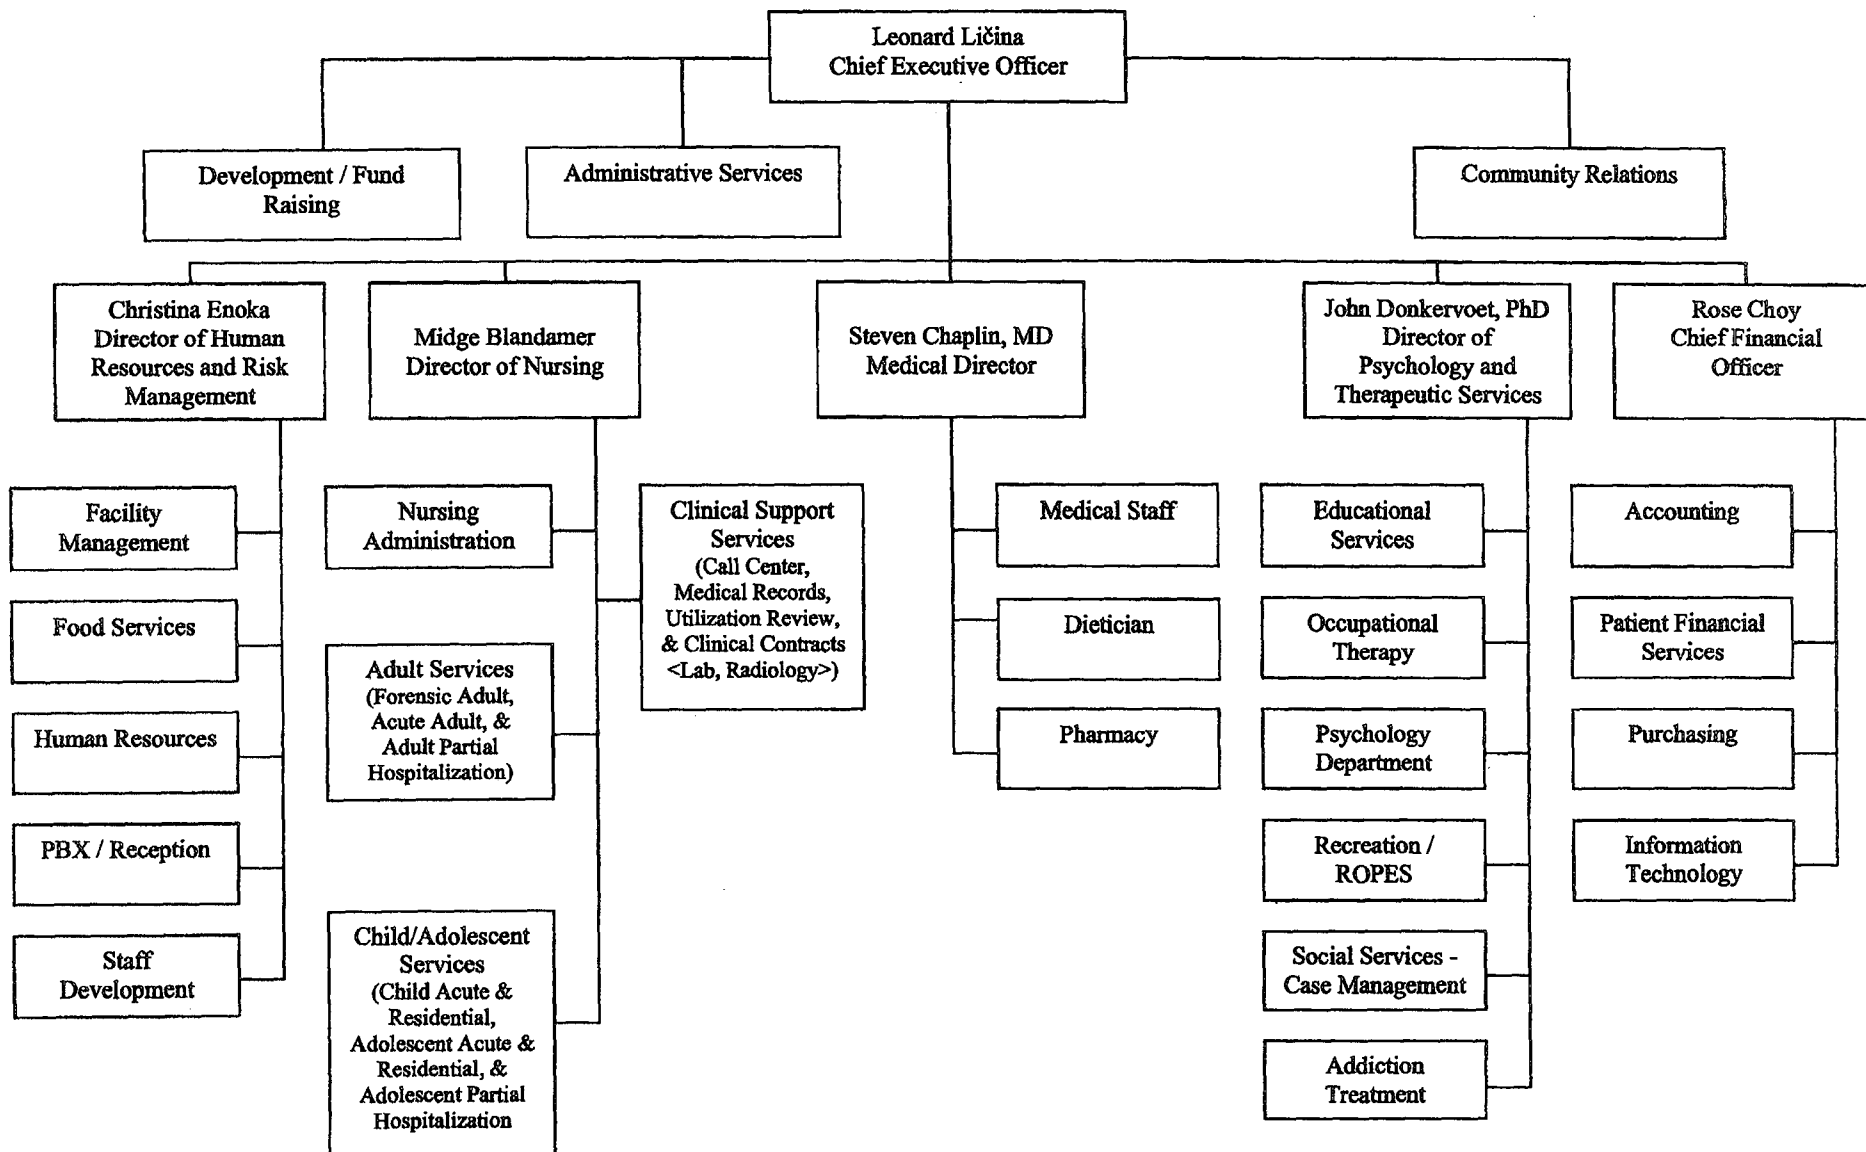 Leonard Ličina
Chief Executive Officer
Development / Fund
Raising
Administrative Services
Community Relations
Christina Enoka
Director of Human
Resources and Risk
Management
Midge Blandamer
Director of Nursing
Steven Chaplin, MD
Medical Director
John Donkervoet, PhD
Director of
Psychology and
Therapeutic Services
Rose Choy
Chief Financial
Officer
Facility
Management
Food Services
Human Resources
PBX / Reception
Staff
Development
Nursing
Administration
Adult Services
(Forensic Adult,
Acute Adult, &
Adult Partial
Hospitalization)
Child/Adolescent
Services
(Child Acute &
Residential,
Adolescent Acute &
Residential, &
Adolescent Partial
Hospitalization
Clinical Support
Services
(Call Center,
Medical Records,
Utilization Review,
& Clinical Contracts
<Lab, Radiology>)
Medical Staff
Dietician
Pharmacy
Educational
Services
Occupational
Therapy
Psychology
Department
Recreation /
ROPES
Social Services -
Case Management
Addiction
Treatment
Accounting
Patient Financial
Services
Purchasing
Information
Technology